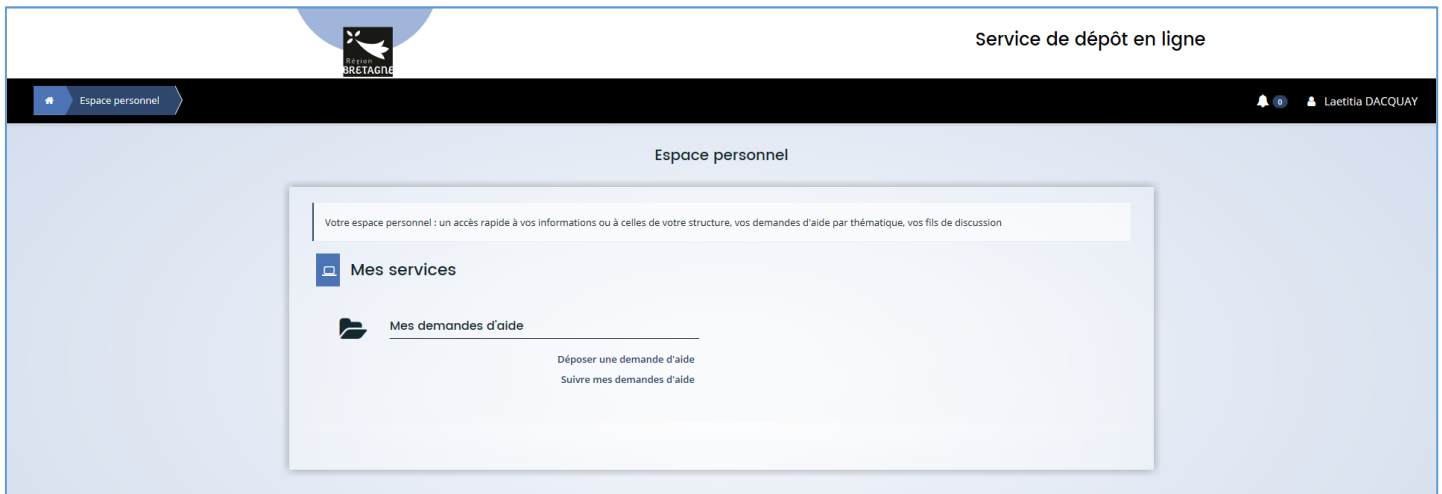 Région
BRETAGNE
Service de dépôt en ligne
Espace personnel
0
Laetitia DACQUAY
Espace personnel
Votre espace personnel : un accès rapide à vos informations ou à celles de votre structure, vos demandes d'aide par thématique, vos fils de discussion
Mes services
Mes demandes d'aide
Déposer une demande d'aide
Suivre mes demandes d'aide